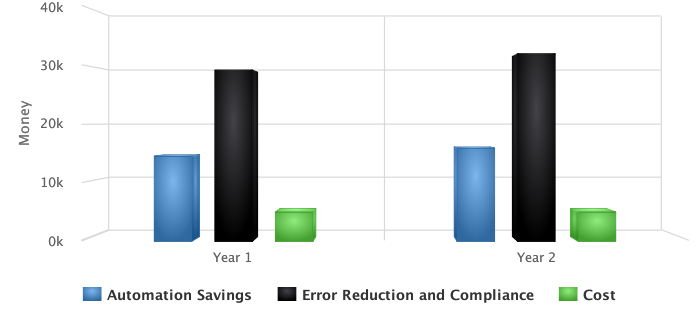 40k
30k
20k
10k
0k
Money
Year 1
Year 2
Automation Savings
Error Reduction and Compliance
Cost